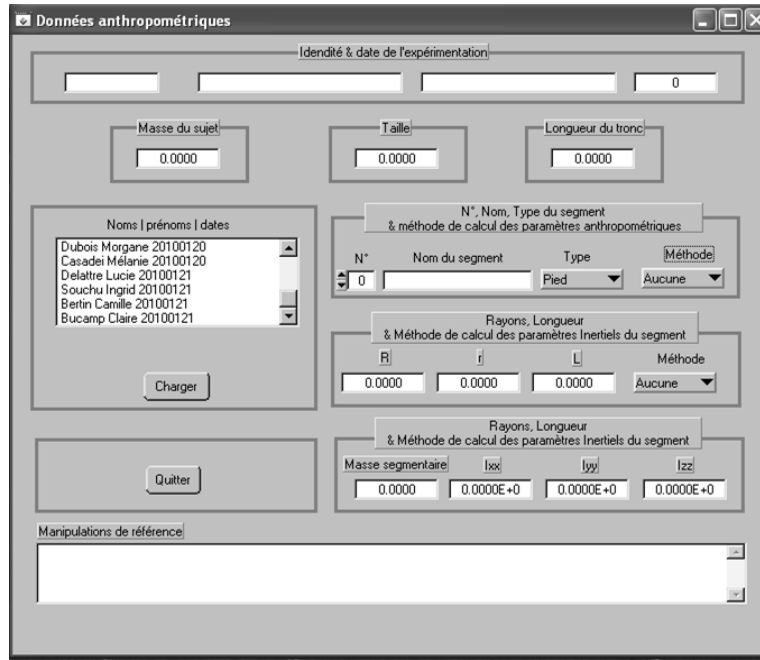 Données anthropométriques
Idendité & date de l'expérimentation
0
Masse du sujet
Taille
Longueur du tronc
0.0000
0.0000
0.0000
Noms | prénoms | dates
Dubois Morgane 20100120
Casadei Mélanie 20100120
Delattre Lucie 20100121
Souchu Ingrid 20100121
Bertin Camille 20100121
Bucamp Claire 20100121
Charger
N°, Nom, Type du segment
& méthode de calcul des paramètres anthropométriques
N°
Nom du segment
Type
Méthode
0
Pied
Aucune
Rayons, Longueur
& Méthode de calcul des paramètres Inertiels du segment
R
r
L
Méthode
0.0000
0.0000
0.0000
Aucune
Quitter
Rayons, Longueur
& Méthode de calcul des paramètres Inertiels du segment
Masse segmentaire
Ixx
Iyy
Izz
0.0000
0.0000E+0
0.0000E+0
0.0000E+0
Manipulations de référence